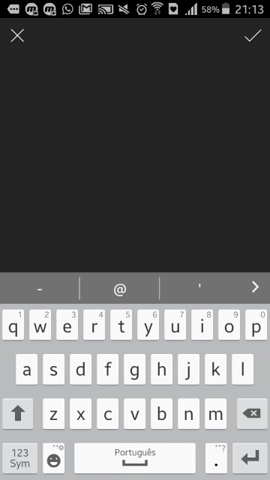 58% 21:13
- @ '
1 2 3 4 5 6 7 8 9 0
q w e r t y u i o p
a s d f g h j k l
z x c v b n m
123
Sym
Português
.